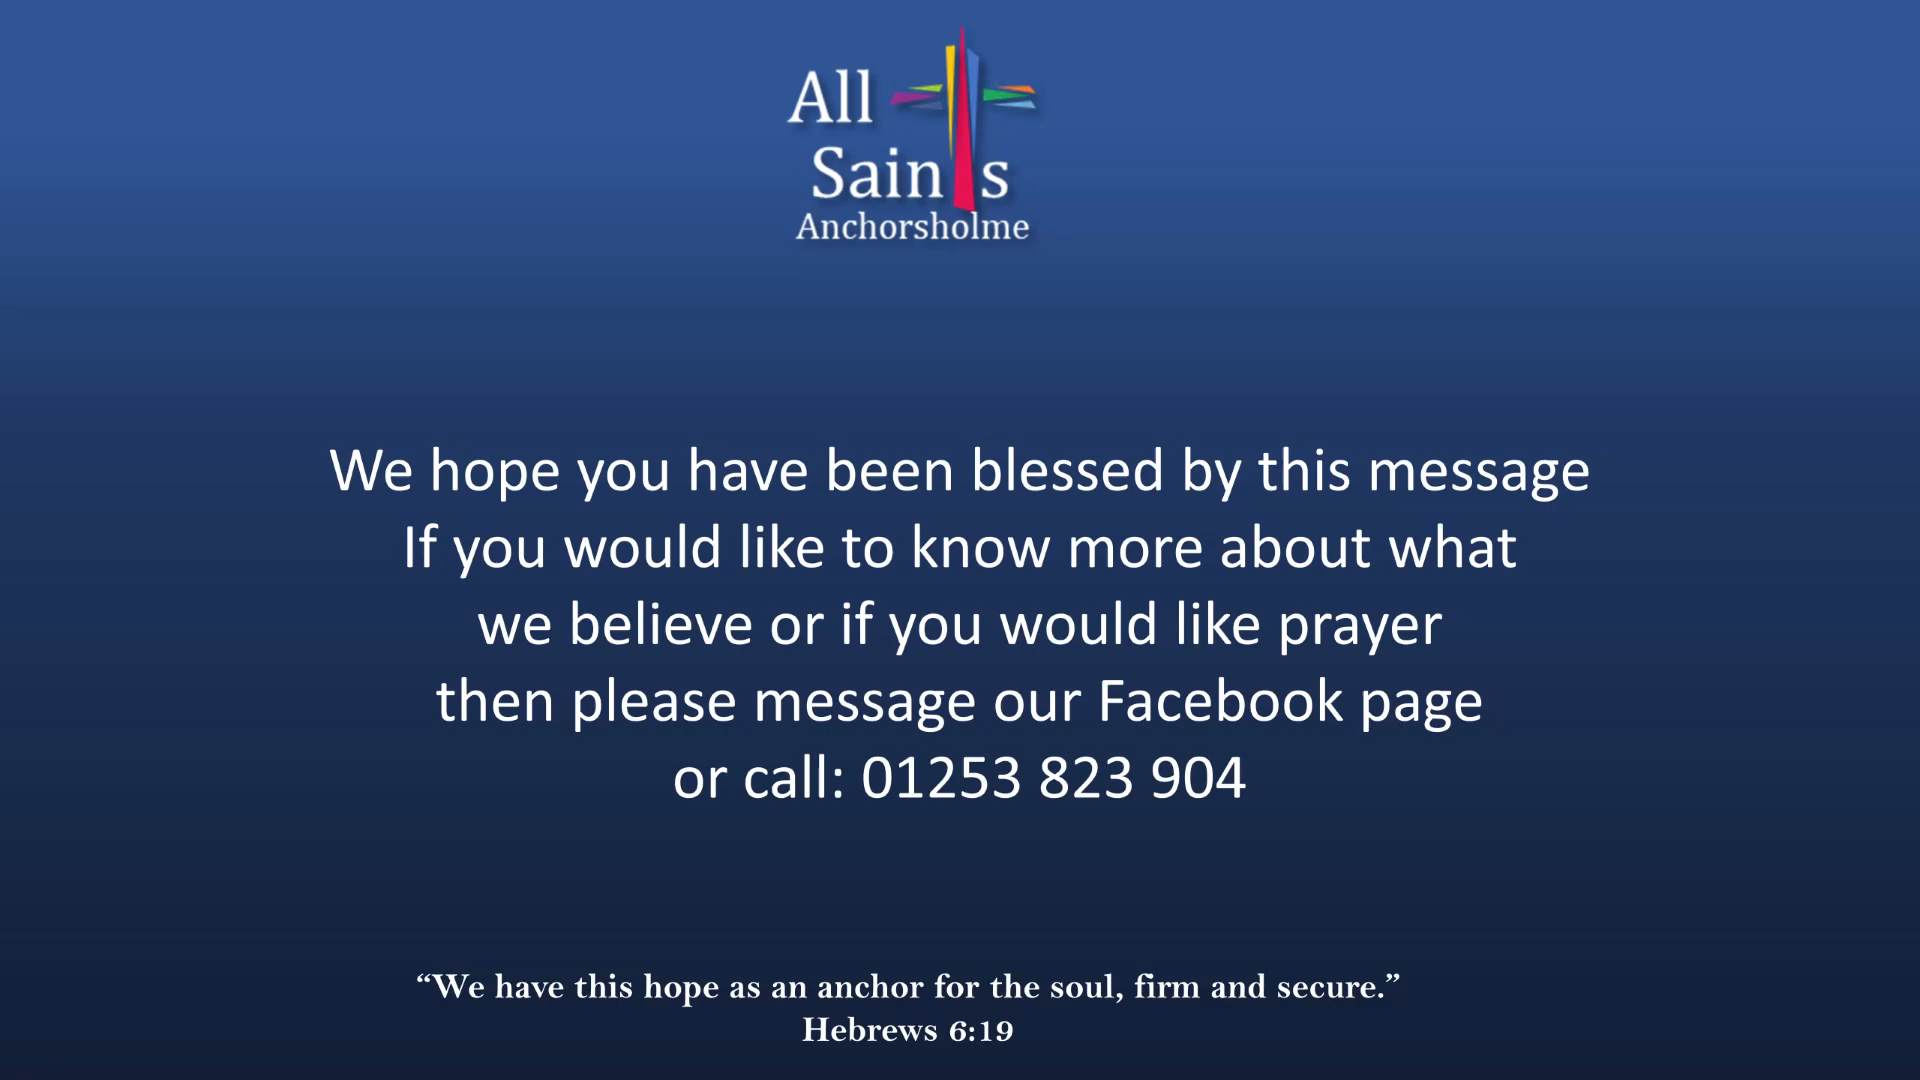 All
Saints
Anchorsholme
We hope you have been blessed by this message
If you would like to know more about what
we believe or if you would like prayer
then please message our Facebook page
or call: 01253 823 904
“We have this hope as an anchor for the soul, firm and secure.”
Hebrews 6:19